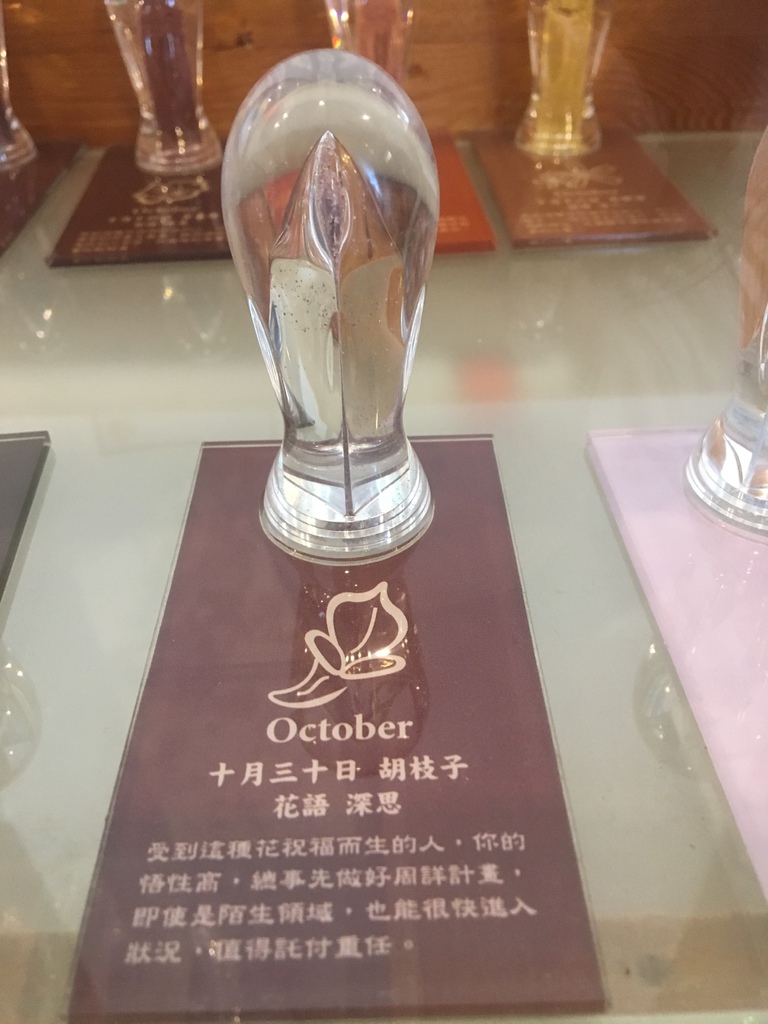 October
十月三十日 胡枝子
花語 深思
受到這種花祝福而生的人，你的
悟性高，總事先做好周詳計畫，
即使是陌生領域，也能很快進入
狀況，值得託付重任。